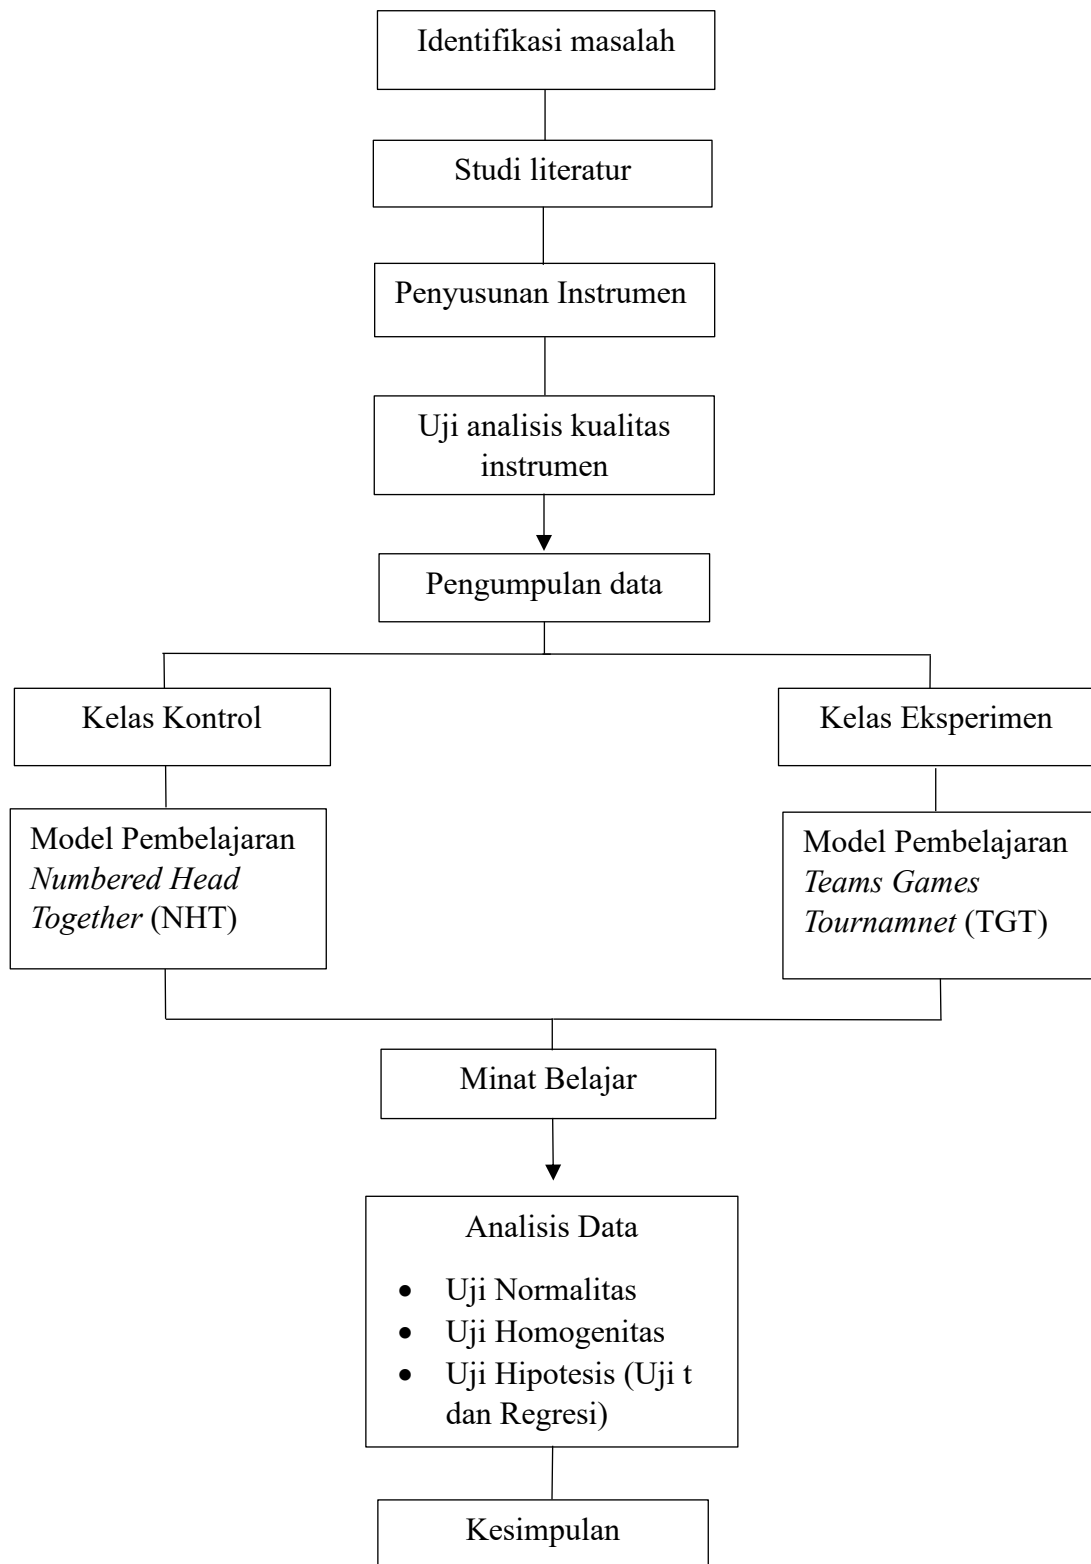 Identifikasi masalah
Studi literatur
Penyusunan Instrumen
Uji analisis kualitas
instrumen
Pengumpulan data
Kelas Kontrol
Kelas Eksperimen
Model Pembelajaran
Numbered Head
Together (NHT)
Model Pembelajaran
Teams Games
Tournamnet (TGT)
Minat Belajar
Analisis Data
• Uji Normalitas
• Uji Homogenitas
• Uji Hipotesis (Uji t
dan Regresi)
Kesimpulan